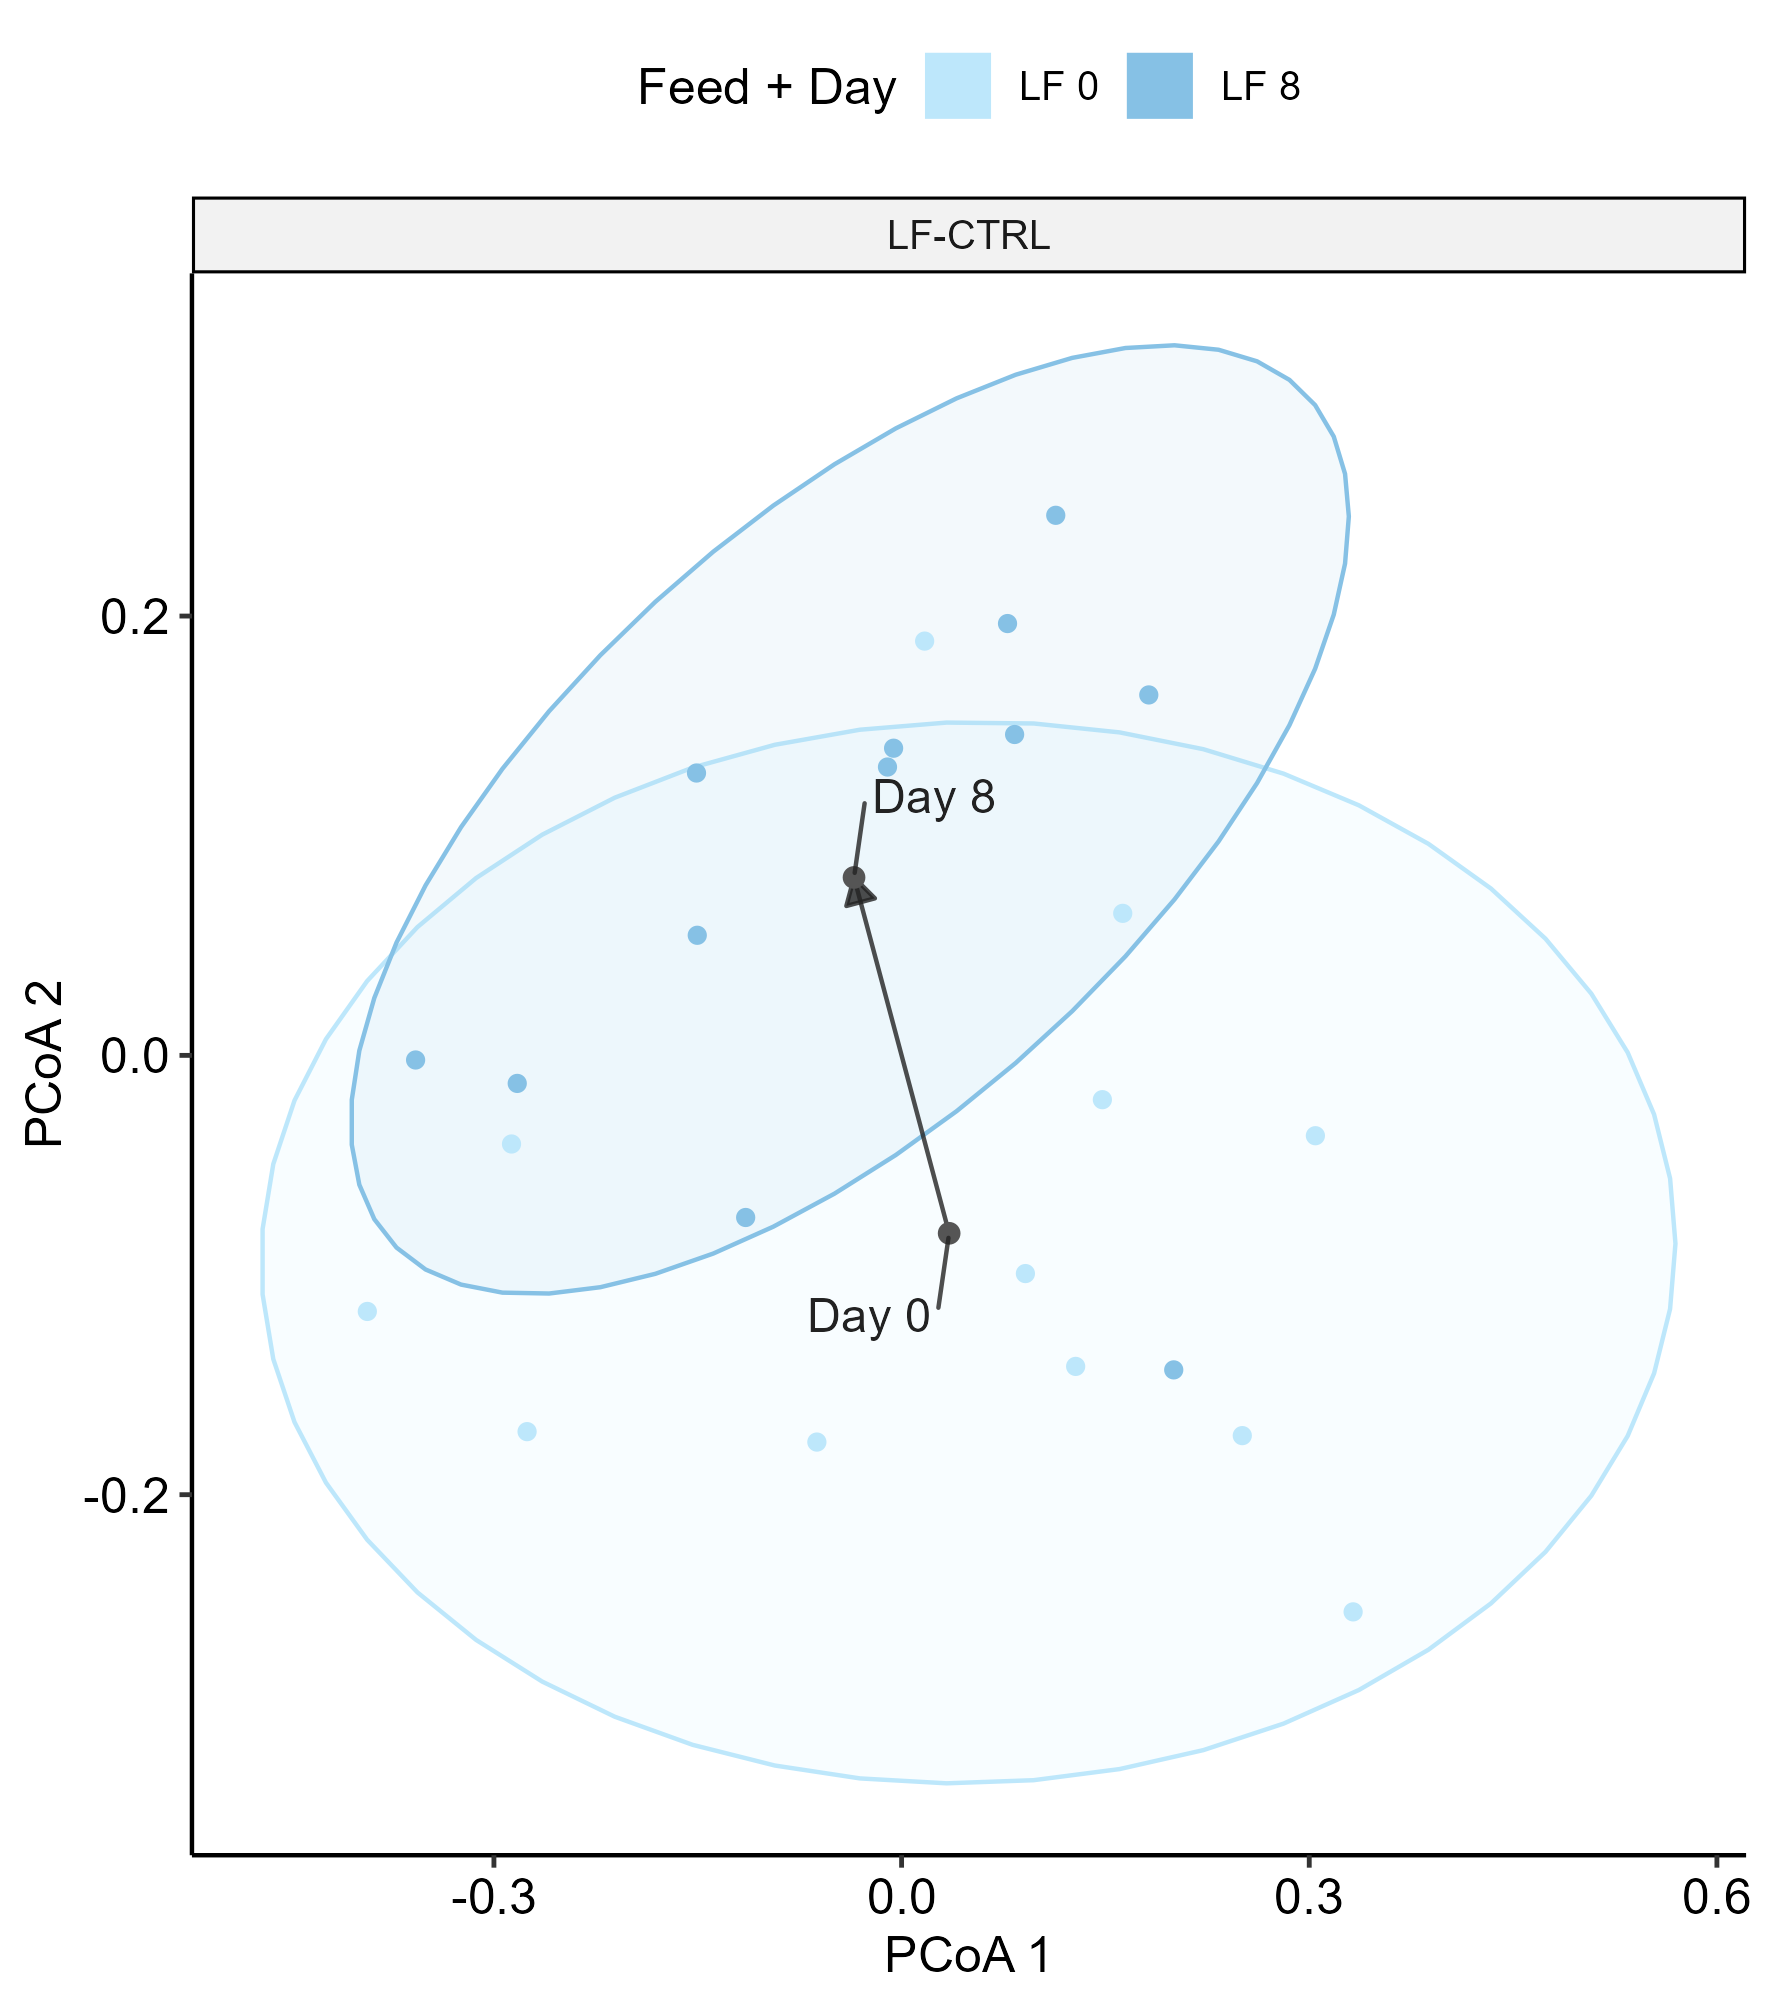 Feed + Day LF 0 LF 8
LF-CTRL
0.2
Day 8
PCoA 2
0.0
Day 0
-0.2
-0.3 0.0 0.3 0.6
PCoA 1